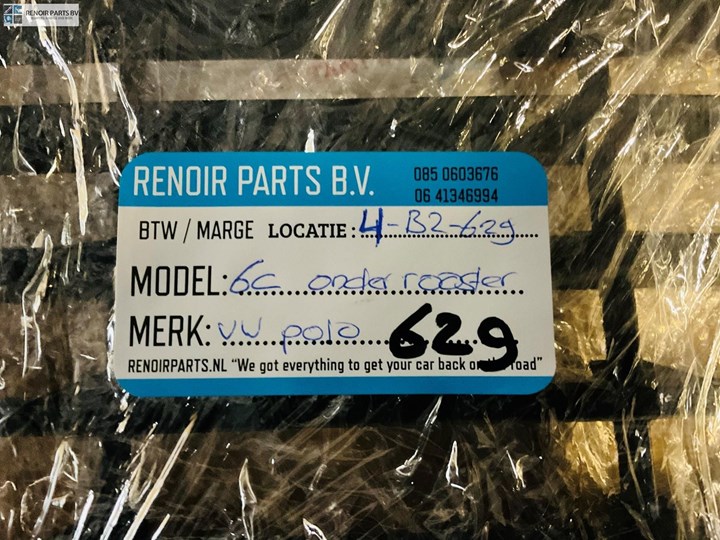 RENOIR PARTS BV
RENOIR PARTS B.V.
085 0603676
06 41346994
BTW / MARGE LOCATIE: 4-B2-629
MODEL: 6C onder rooster
MERK: VW polo 629
RENOIRPARTS.NL "We got everything to get your car back on the road"